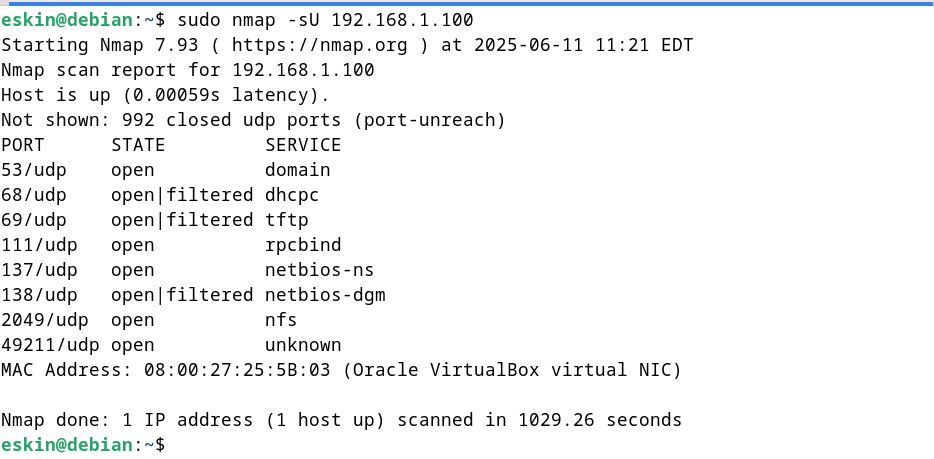 eskin@debian:~$ sudo nmap -sU 192.168.1.100
Starting Nmap 7.93 ( https://nmap.org ) at 2025-06-11 11:21 EDT
Nmap scan report for 192.168.1.100
Host is up (0.00059s latency).
Not shown: 992 closed udp ports (port-unreach)
PORT      STATE         SERVICE
53/udp    open          domain
68/udp    open|filtered dhcpc
69/udp    open|filtered tftp
111/udp   open          rpcbind
137/udp   open          netbios-ns
138/udp   open|filtered netbios-dgm
2049/udp  open          nfs
49211/udp open          unknown
MAC Address: 08:00:27:25:5B:03 (Oracle VirtualBox virtual NIC)

Nmap done: 1 IP address (1 host up) scanned in 1029.26 seconds
eskin@debian:~$